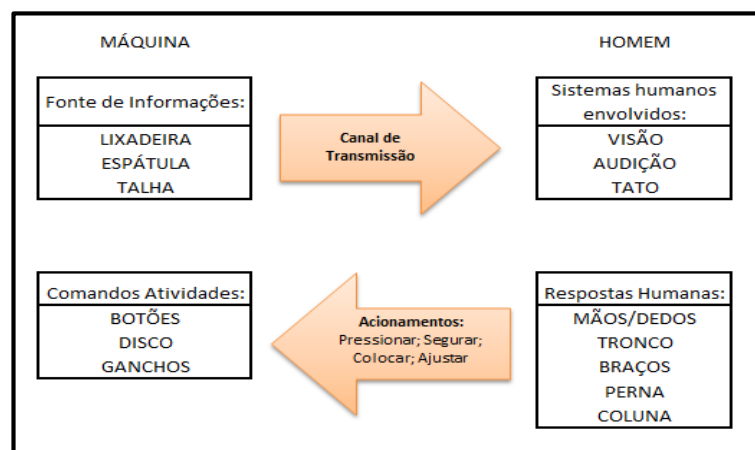 MÁQUINA
HOMEM
Fonte de Informações:
LIXADEIRA
ESPÁTULA
TALHA
Canal de
Transmissão
Sistemas humanos
envolvidos:
VISÃO
AUDIÇÃO
TATO
Comandos Atividades:
BOTÕES
DISCO
GANCHOS
Acionamentos:
Pressionar; Segurar;
Colocar; Ajustar
Respostas Humanas:
MÃOS/DEDOS
TRONCO
BRAÇOS
PERNA
COLUNA